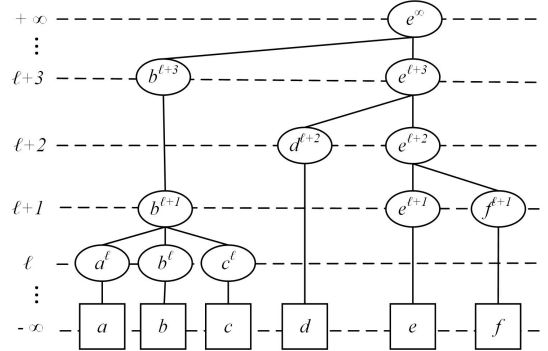 + ∞ e^∞
⋮
ℓ+3 b^{ℓ+3} e^{ℓ+3}
ℓ+2 d^{ℓ+2} e^{ℓ+2}
ℓ+1 b^{ℓ+1} e^{ℓ+1} f^{ℓ+1}
ℓ a^ℓ b^ℓ c^ℓ
⋮
- ∞ a b c d e f